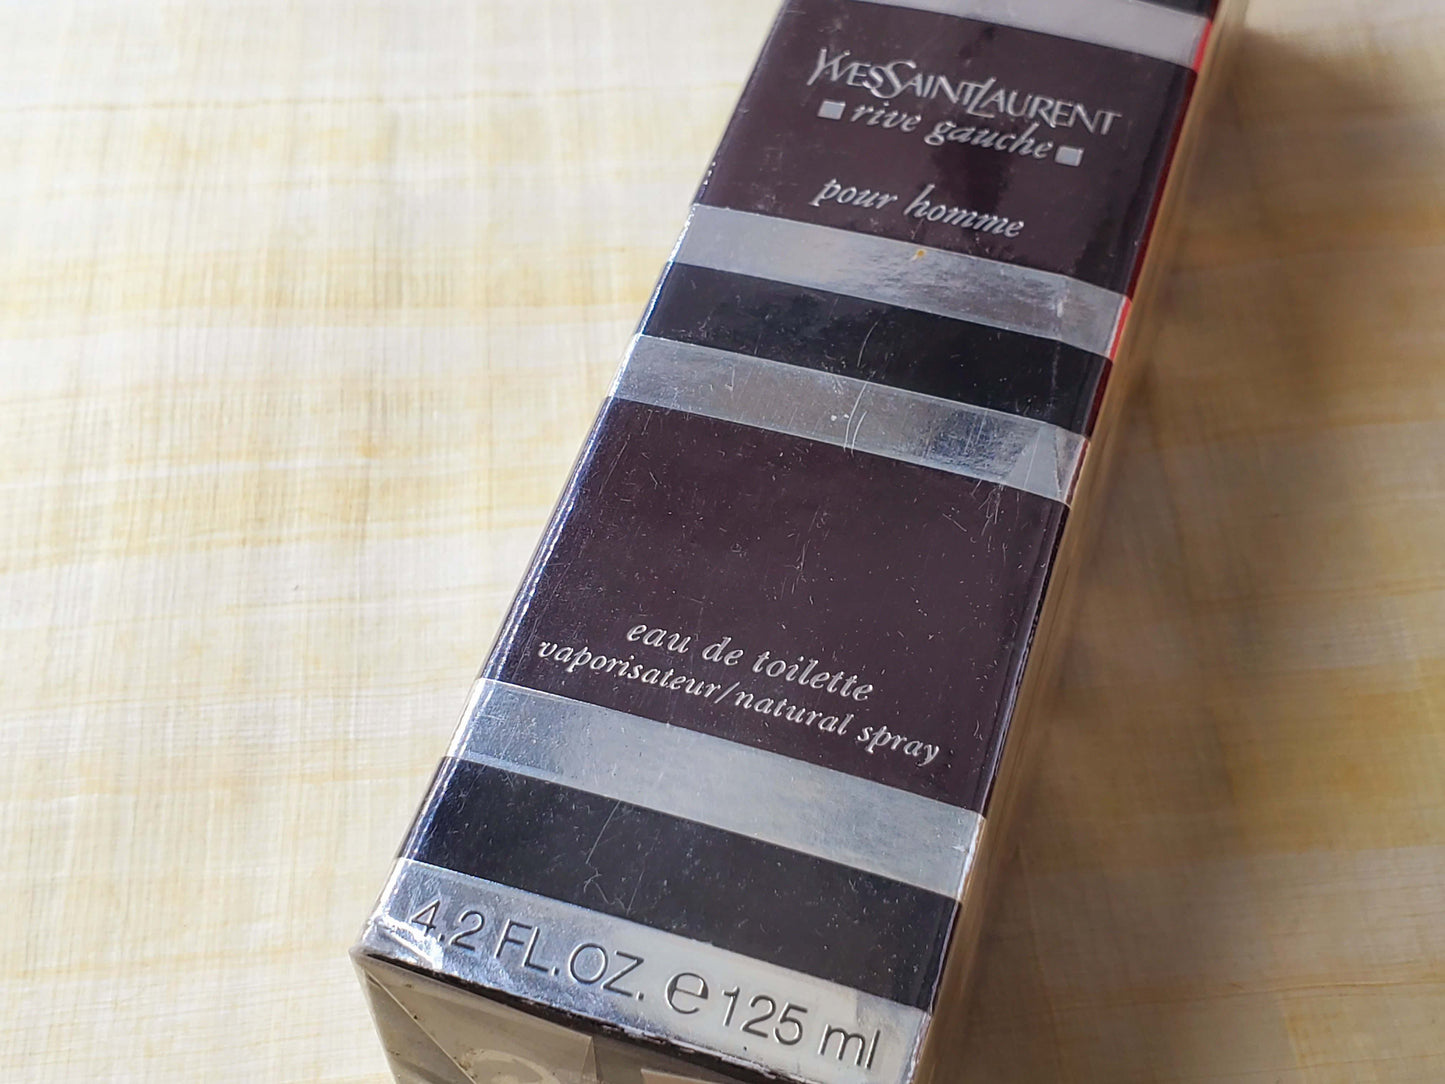 YVESSAINTLAURENT
rive gauche
pour homme
eau de toilette
vaporisateur/natural spray
4.2 FL.OZ. ℮ 125 ml